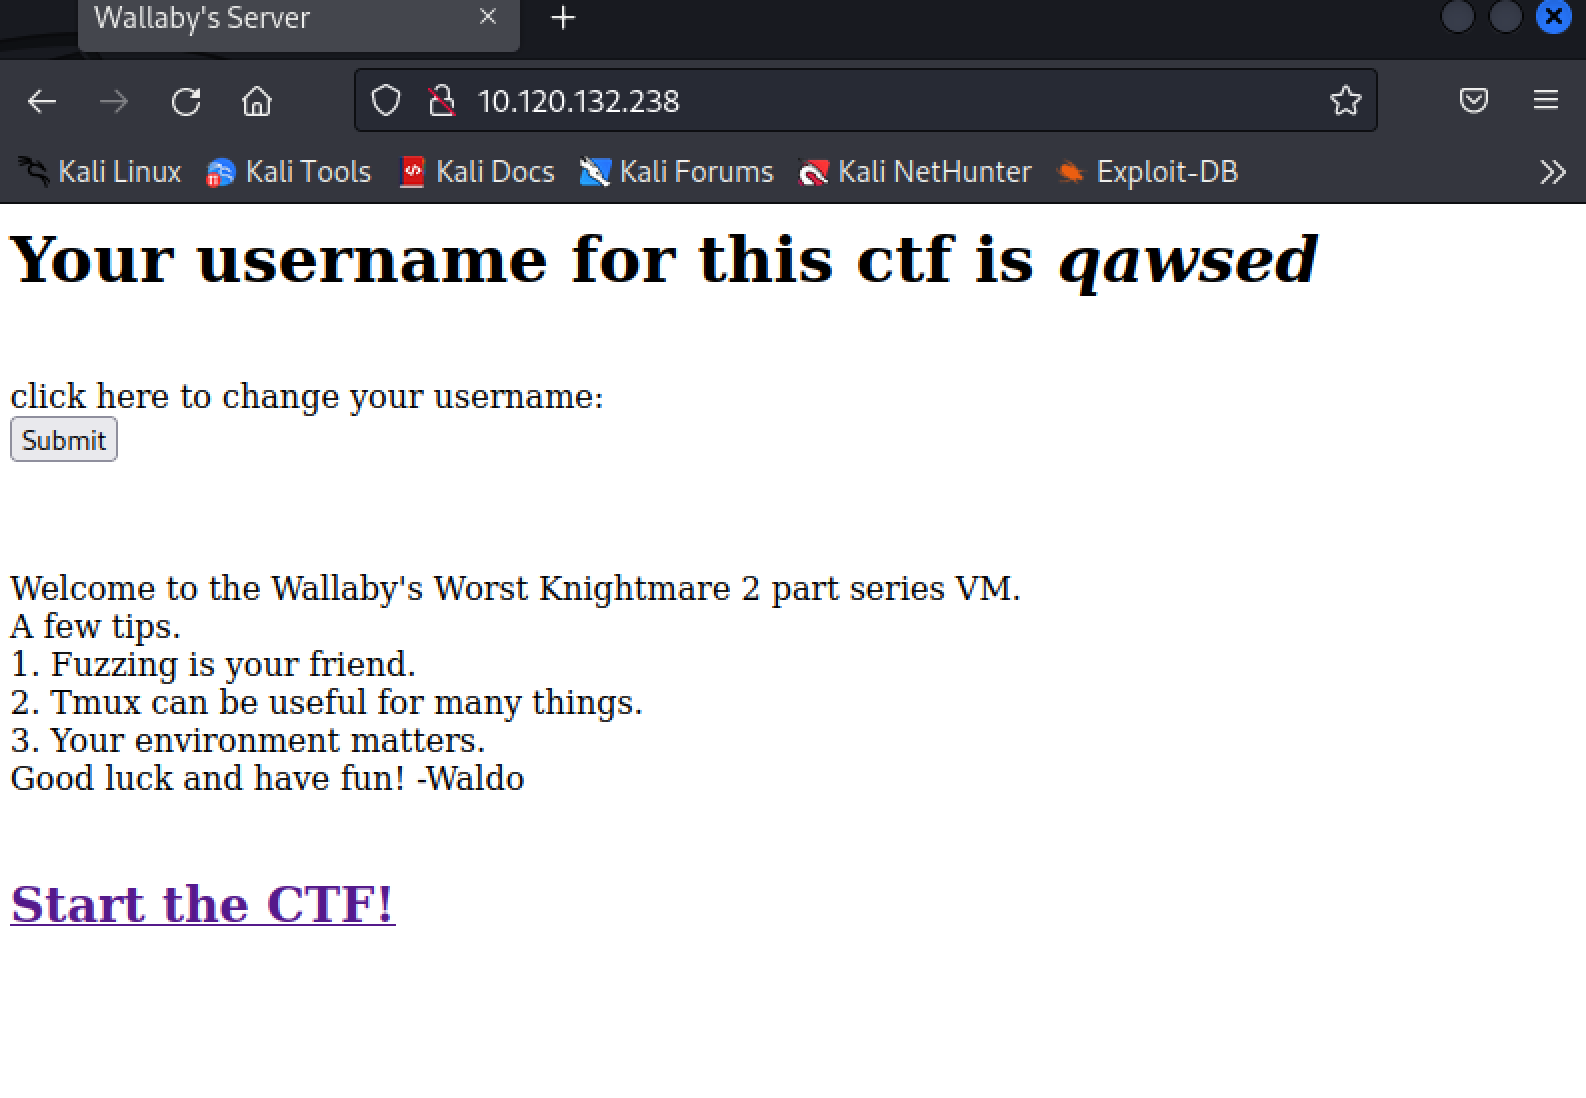 Wallaby's Server
10.120.132.238
Kali Linux Kali Tools Kali Docs Kali Forums Kali NetHunter Exploit-DB
Your username for this ctf is qawsed
click here to change your username:
Submit
Welcome to the Wallaby's Worst Knightmare 2 part series VM.
A few tips.
1. Fuzzing is your friend.
2. Tmux can be useful for many things.
3. Your environment matters.
Good luck and have fun! -Waldo
Start the CTF!